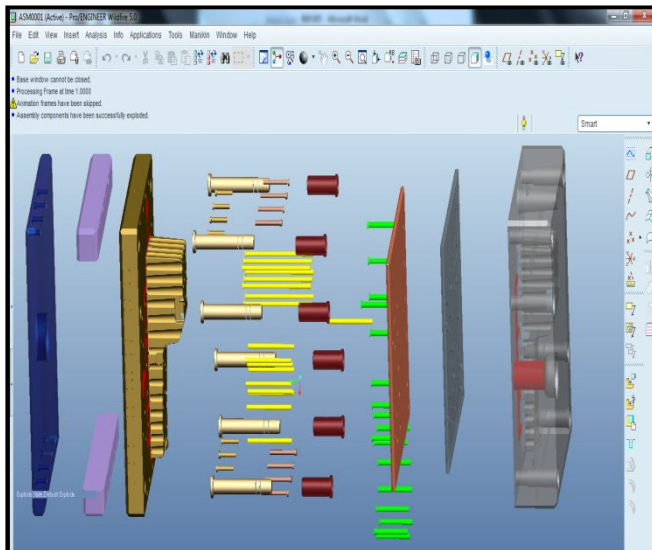 ASM0001 (Active) - Pro/ENGINEER Wildfire 5.0
File Edit View Insert Analysis Info Applications Tools Manikin Window Help
Base window cannot be closed.
Processing Frame at time 1.0000
Animation frames have been skipped.
Assembly components have been successfully exploded.
Smart